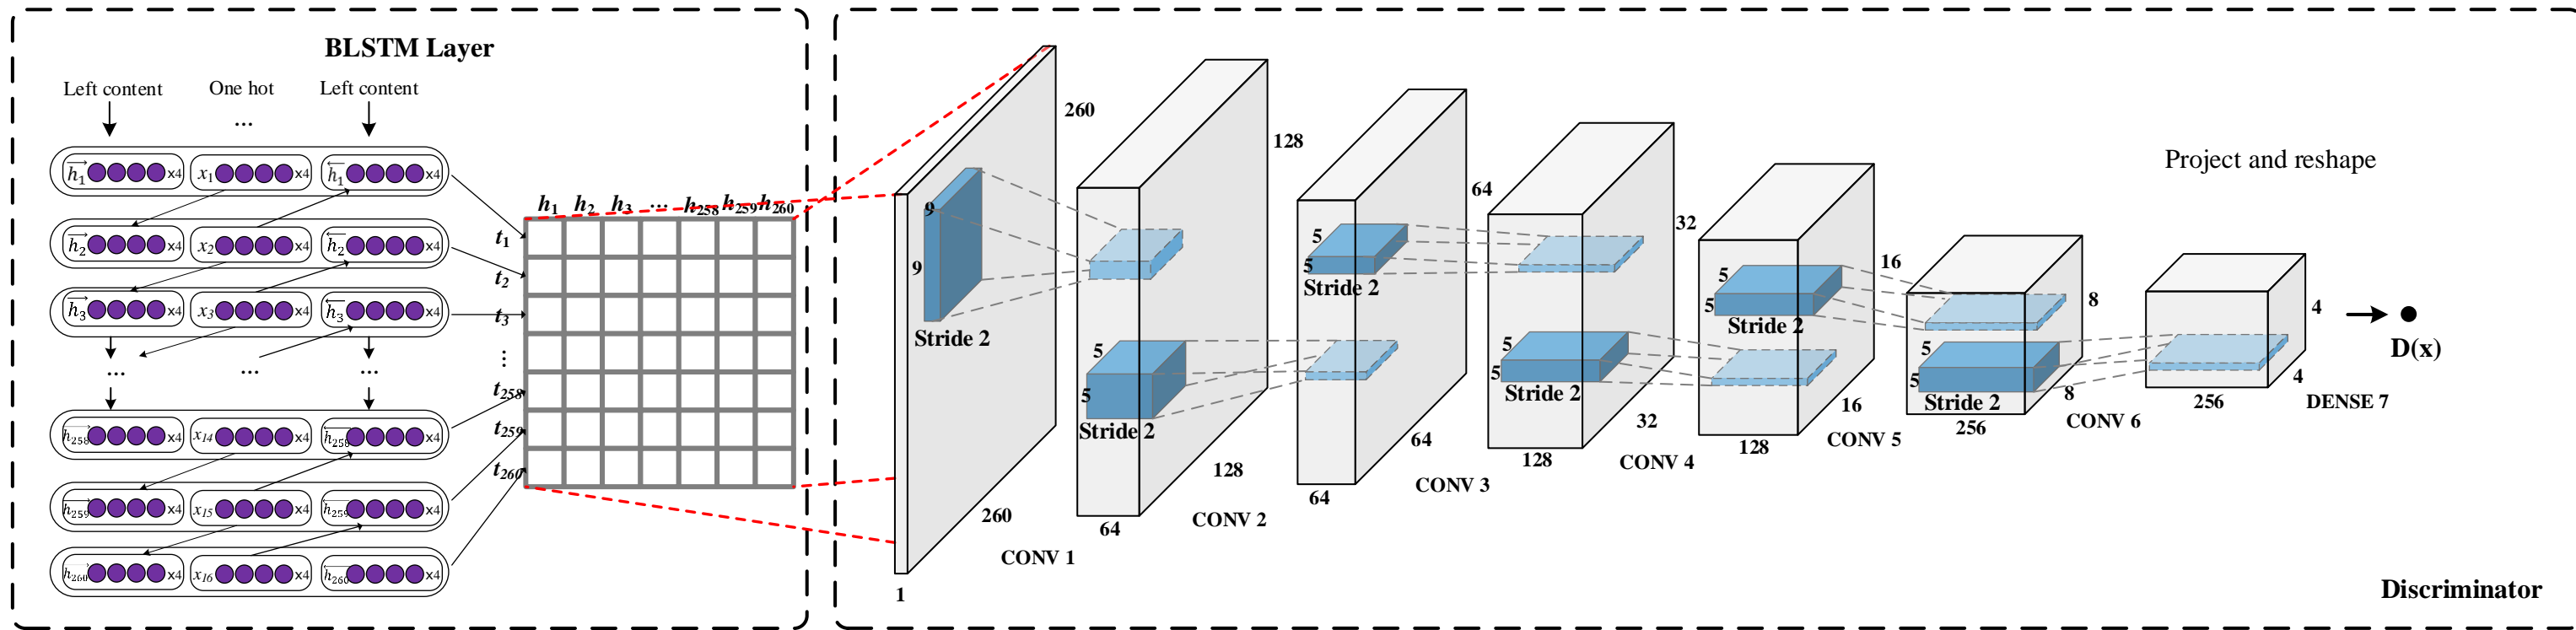 BLSTM Layer
Left content One hot Left content
...
h1 x4 x1 x4 h1 x4
h2 x4 x2 x4 h2 x4
h3 x4 x3 x4 h3 x4
... ... ...
h258 x4 x14 x4 h258 x4
h259 x4 x15 x4 h259 x4
h260 x4 x16 x4 h260 x4
h1 h2 h3 ... h258 h259 h260
t1
t2
t3
...
t258
t259
t260
9
9
Stride 2
260
260
1
CONV 1
5
5
Stride 2
128
128
64
CONV 2
5
5
Stride 2
64
64
64
CONV 3
5
5
Stride 2
32
32
128
CONV 4
5
5
Stride 2
16
16
128
CONV 5
5
5
Stride 2
8
8
256
CONV 6
4
4
256
DENSE 7
Project and reshape
D(x)
Discriminator